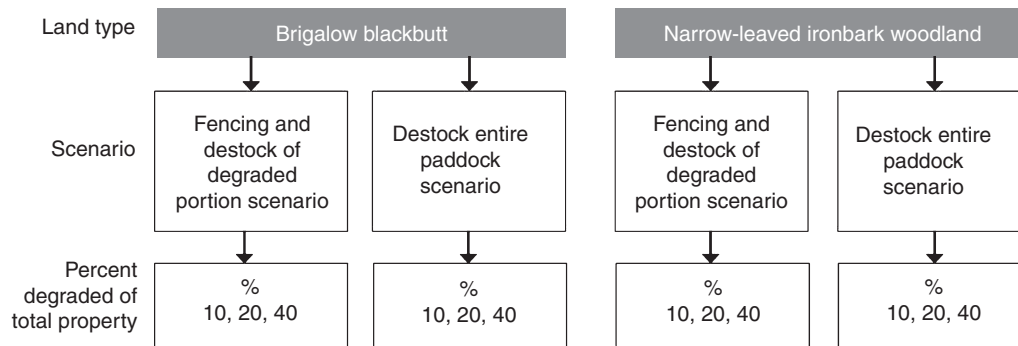 Land type
Brigalow blackbutt
Narrow-leaved ironbark woodland
Scenario
Fencing and
destock of
degraded
portion scenario
Destock entire
paddock
scenario
Fencing and
destock of
degraded
portion scenario
Destock entire
paddock
scenario
Percent
degraded of
total property
%
10, 20, 40
%
10, 20, 40
%
10, 20, 40
%
10, 20, 40